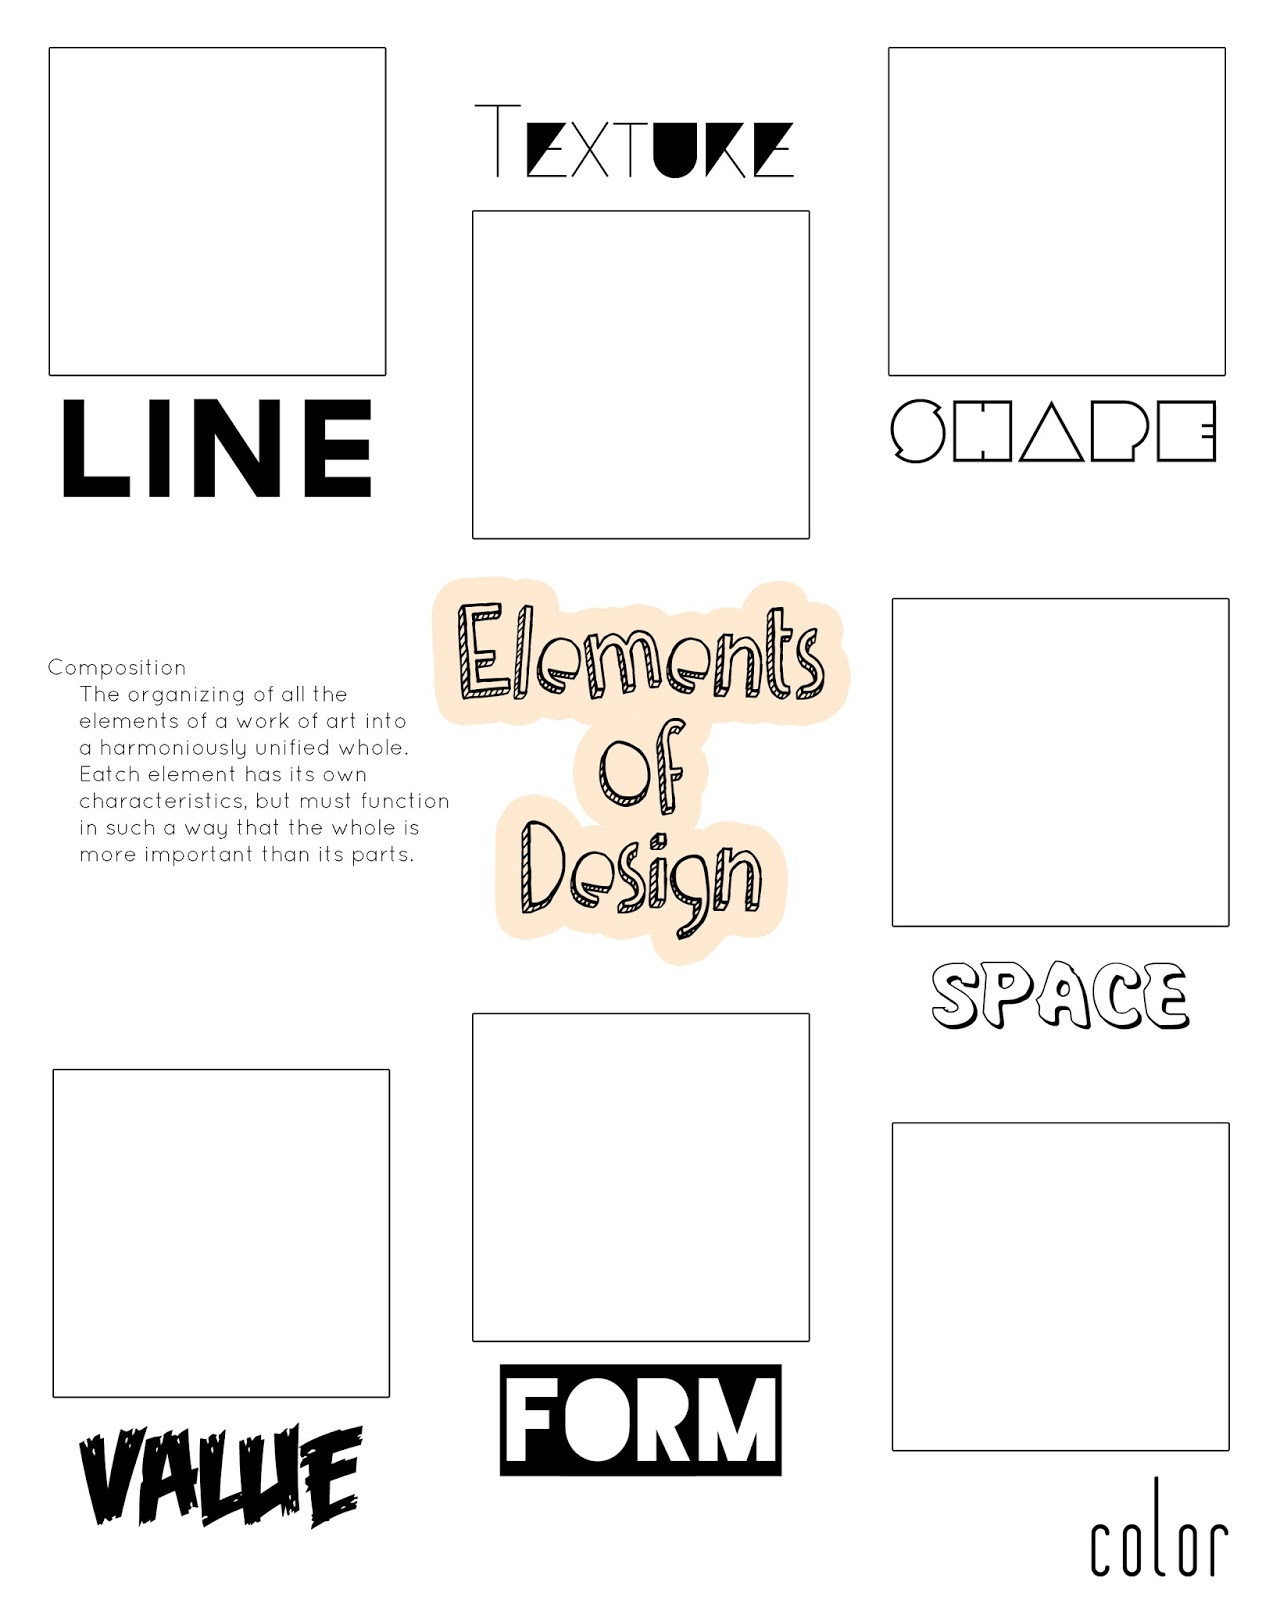 TEXTURE
LINE
SHAPE
Elements
of
Design
Composition
The organizing of all the
elements of a work of art into
a harmoniously unified whole.
Eatch element has its own
characteristics, but must function
in such a way that the whole is
more important than its parts.
SPACE
VALUE
FORM
color